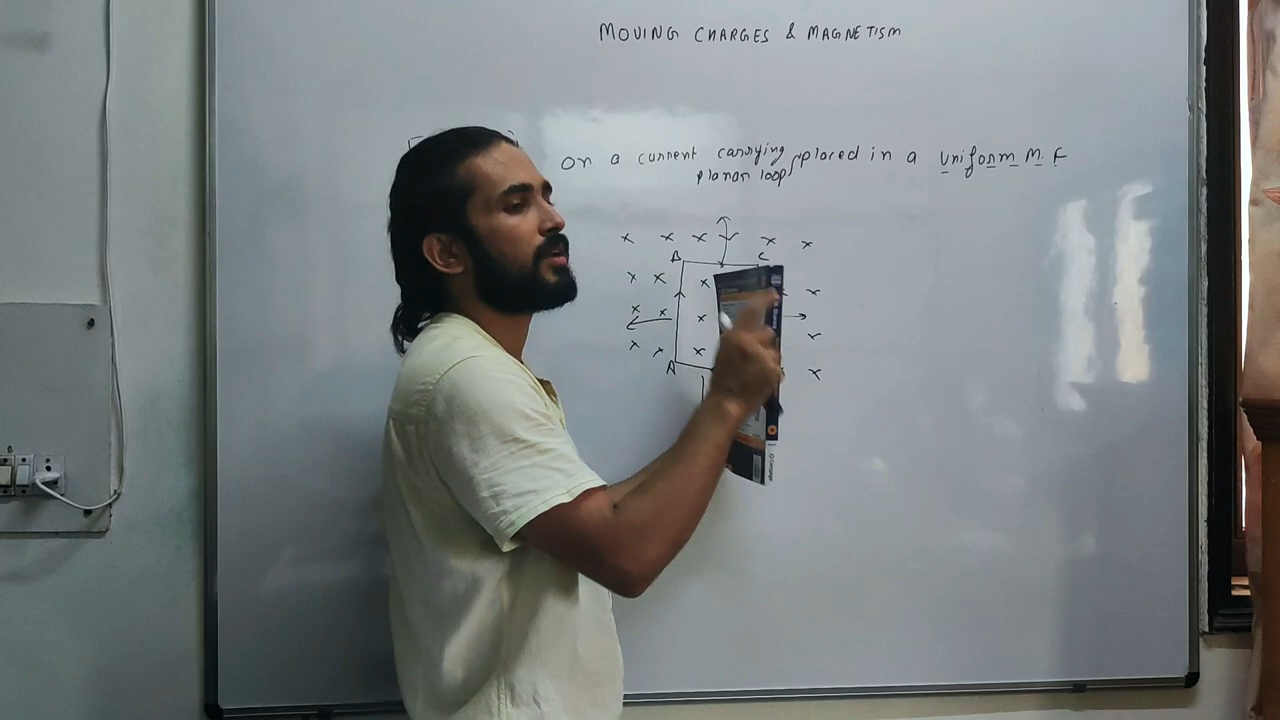 MOVING CHARGES & MAGNETISM
on a current carrying placed in a uniform M.F
planar loop
B C
A